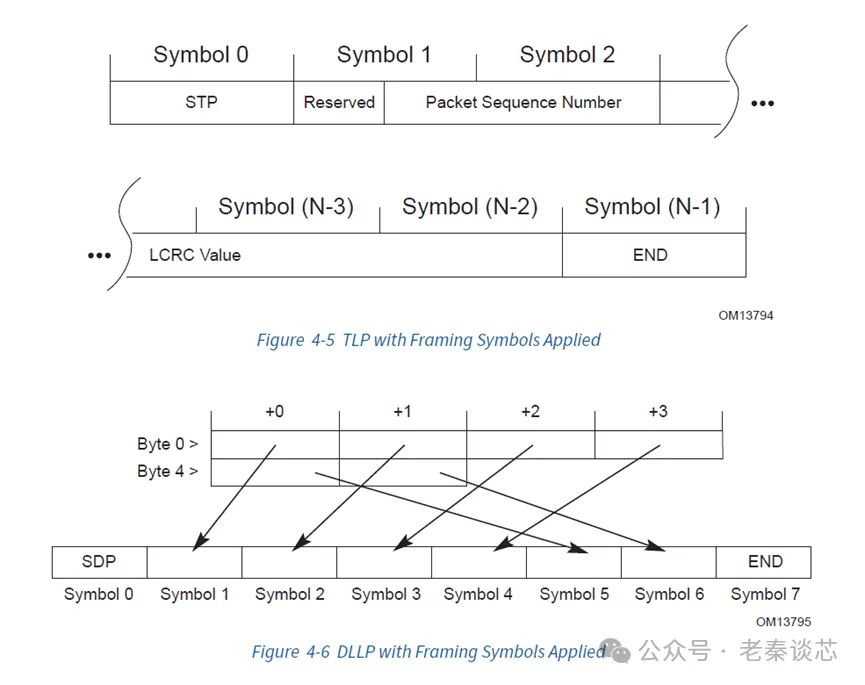 Symbol 0 Symbol 1 Symbol 2
STP Reserved Packet Sequence Number •••
Symbol (N-3) Symbol (N-2) Symbol (N-1)
••• LCRC Value END
OM13794
Figure 4-5 TLP with Framing Symbols Applied
+0 +1 +2 +3
Byte 0 >
Byte 4 >
SDP END
Symbol 0 Symbol 1 Symbol 2 Symbol 3 Symbol 4 Symbol 5 Symbol 6 Symbol 7
OM13795
Figure 4-6 DLLP with Framing Symbols Applied
公众号 · 老秦谈芯